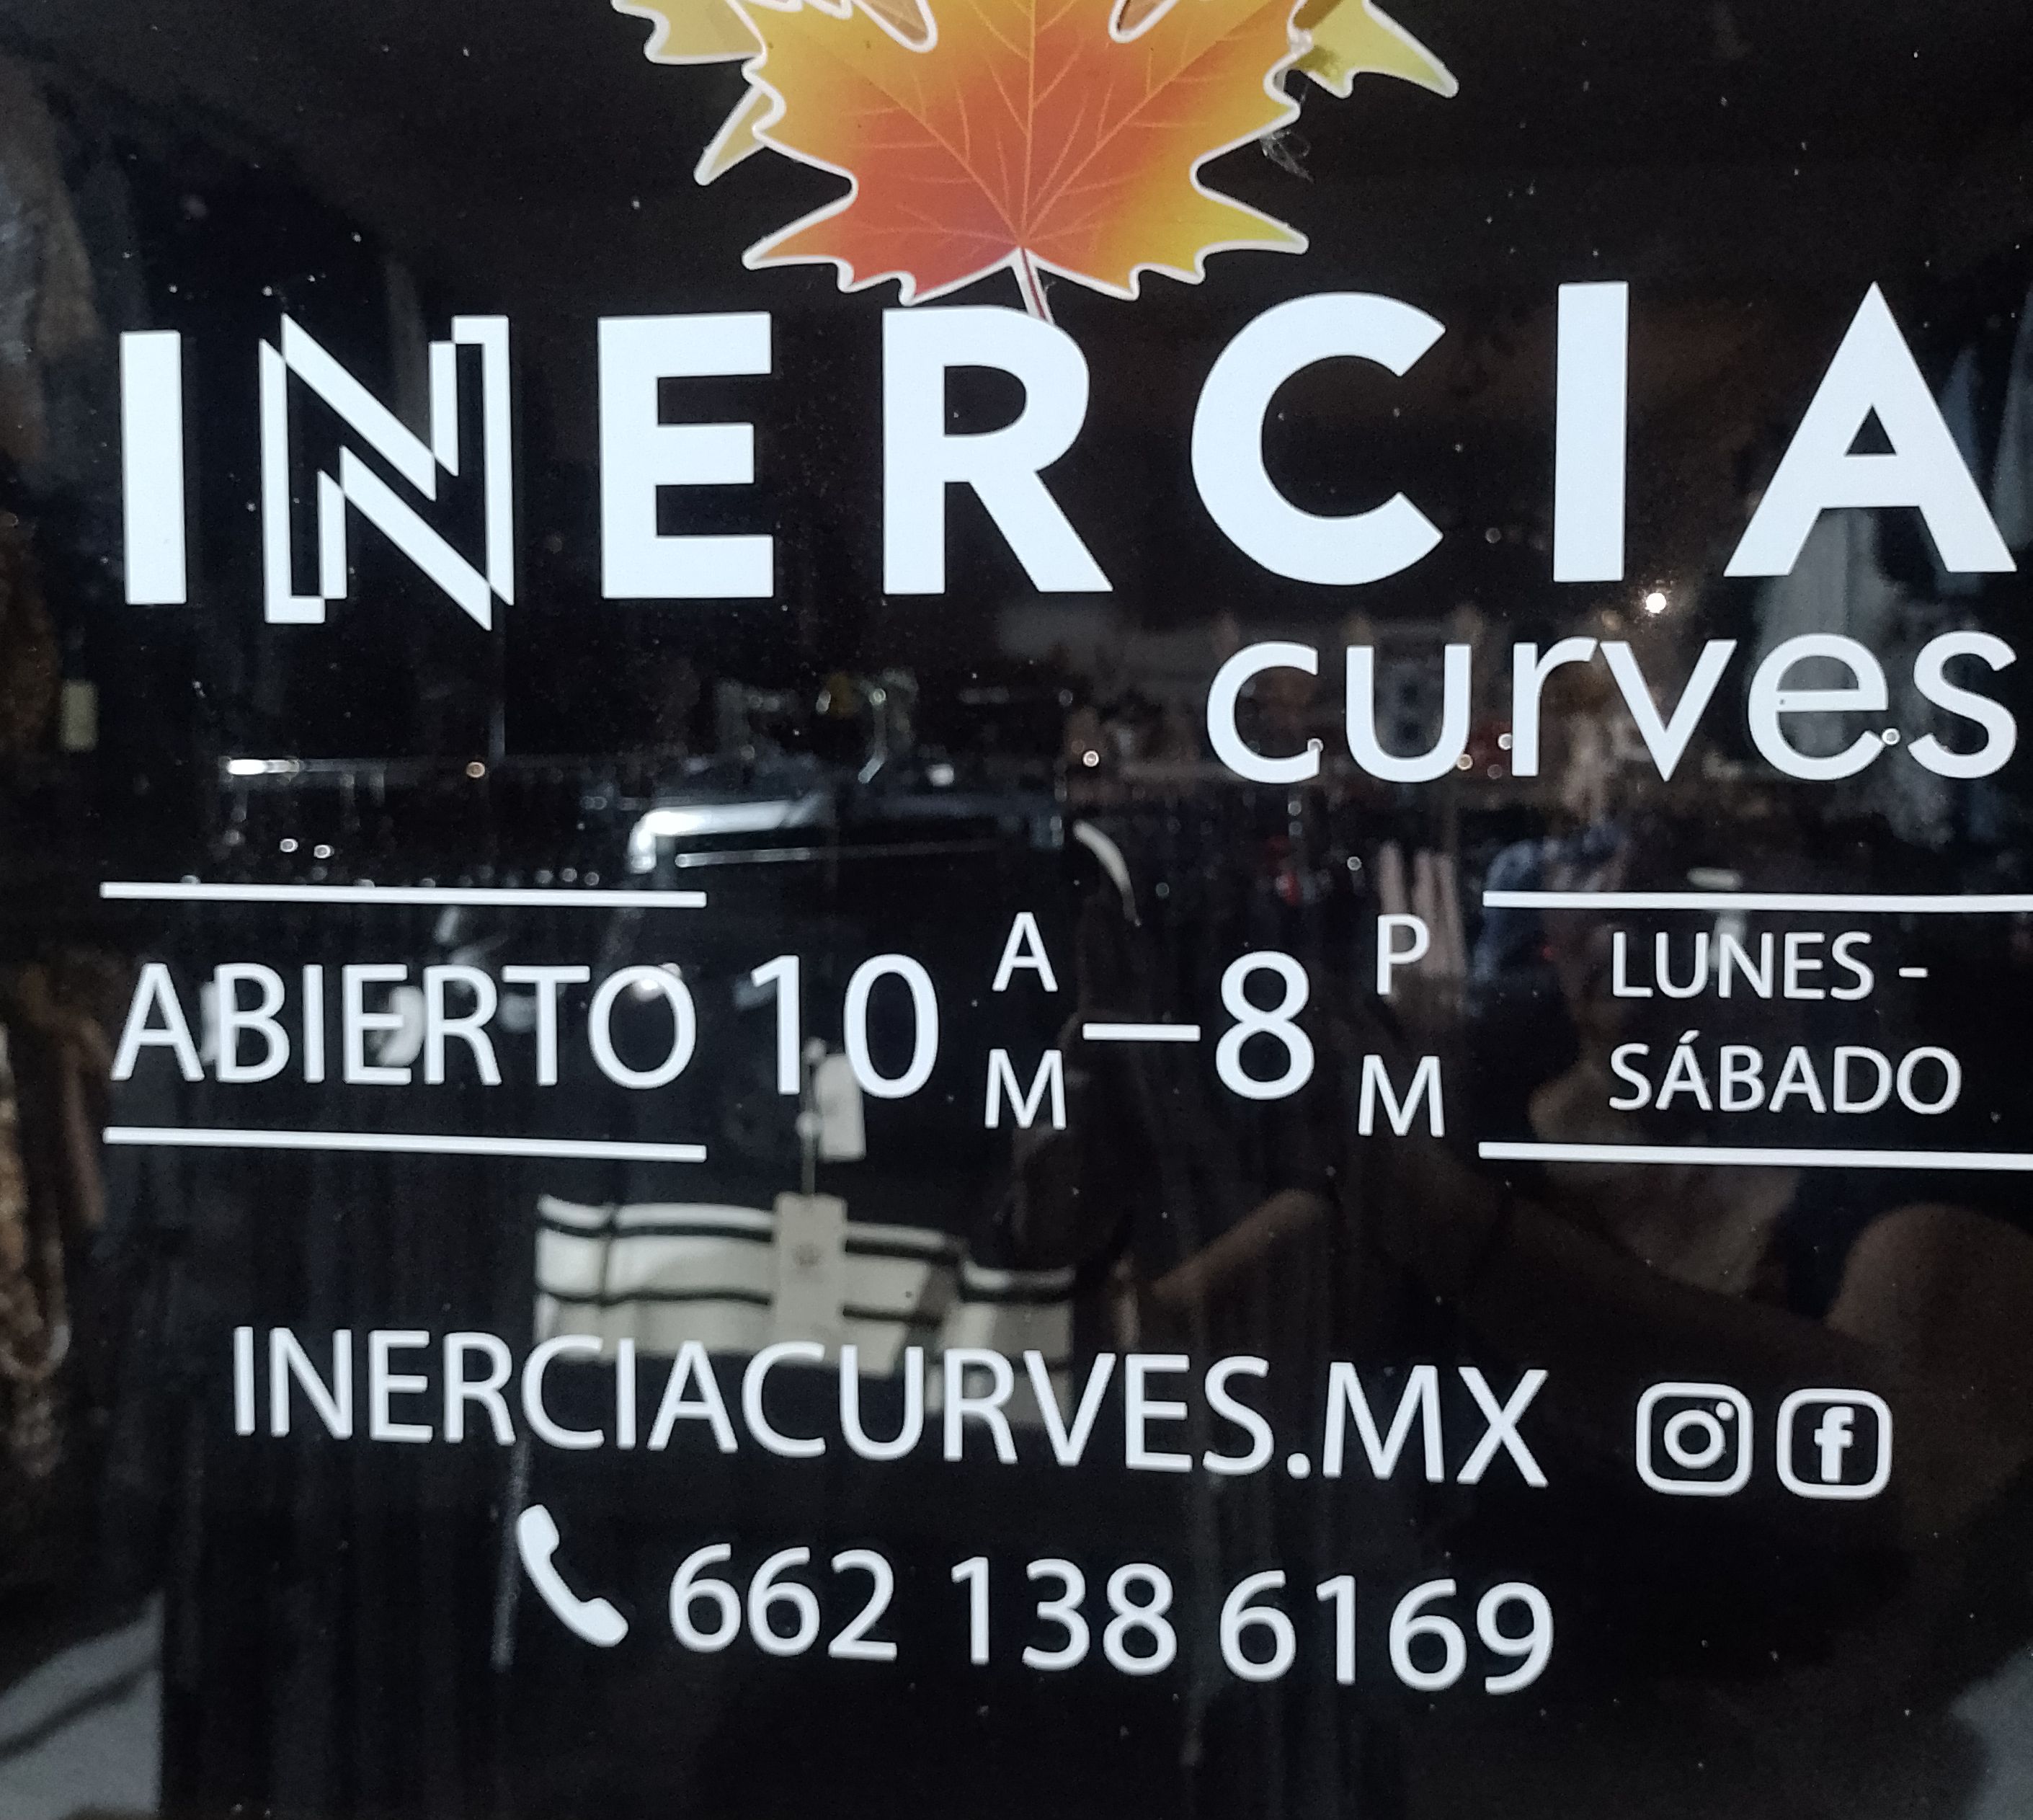 INERCIA
curves
ABIERTO 10 AM–8 PM LUNES -
SÁBADO
INERCIACURVES.MX
662 138 6169